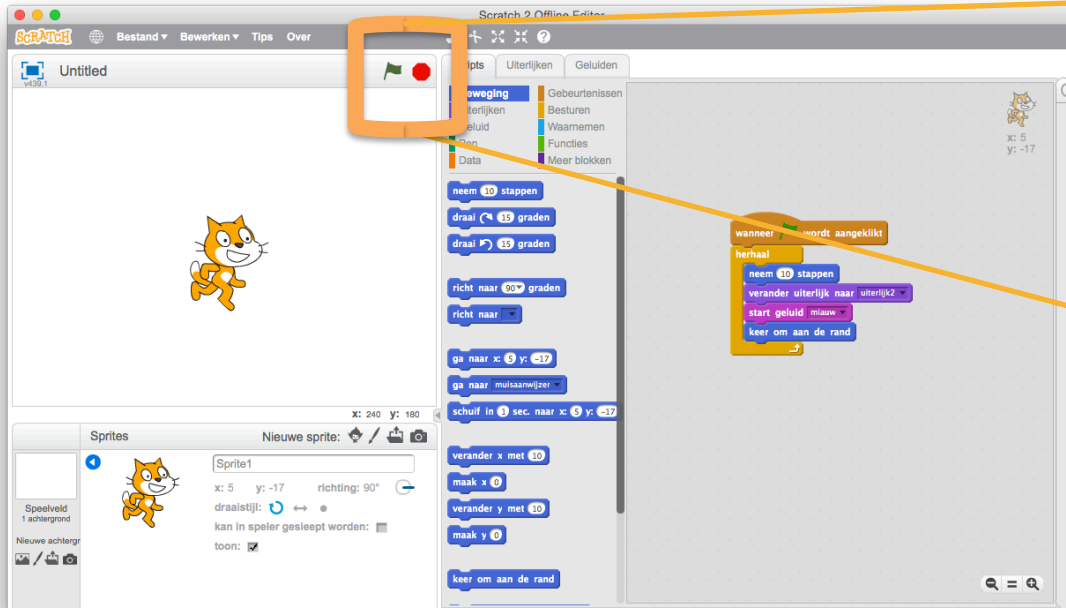 Scratch 2 Offline Editor
SCRATCH Bestand Bewerken Tips Over
v439.1 Untitled
Uiterlijken Geluiden
Gebeurtenissen
Besturen
Waarnemen
Functies
Data Meer blokken
neem 10 stappen
draai 15 graden
draai 15 graden
richt naar 90 graden
richt naar
ga naar x: 5 y: -17
ga naar muisaanwijzer
schuif in 1 sec. naar x: 5 y: -17
verander x met 10
maak x 0
verander y met 10
maak y 0
keer om aan de rand
x: 5
y: -17
wanneer wordt aangeklikt
herhaal
neem 10 stappen
verander uiterlijk naar uiterlijk2
start geluid miauw
keer om aan de rand
X: 240 y: 180
Sprites Nieuwe sprite:
Sprite1
x: 5 y: -17 richting: 90°
draaistijl:
kan in speler gesleept worden:
toon:
Speelveld
1 achtergrond
Nieuwe